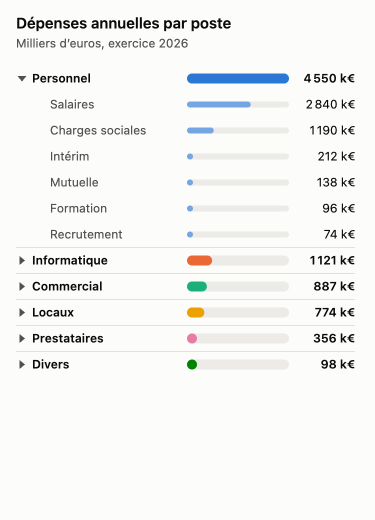 Dépenses annuelles par poste
Milliers d’euros, exercice 2026
Personnel 4 550 k€
Salaires 2 840 k€
Charges sociales 1 190 k€
Intérim 212 k€
Mutuelle 138 k€
Formation 96 k€
Recrutement 74 k€
Informatique 1 121 k€
Commercial 887 k€
Locaux 774 k€
Prestataires 356 k€
Divers 98 k€